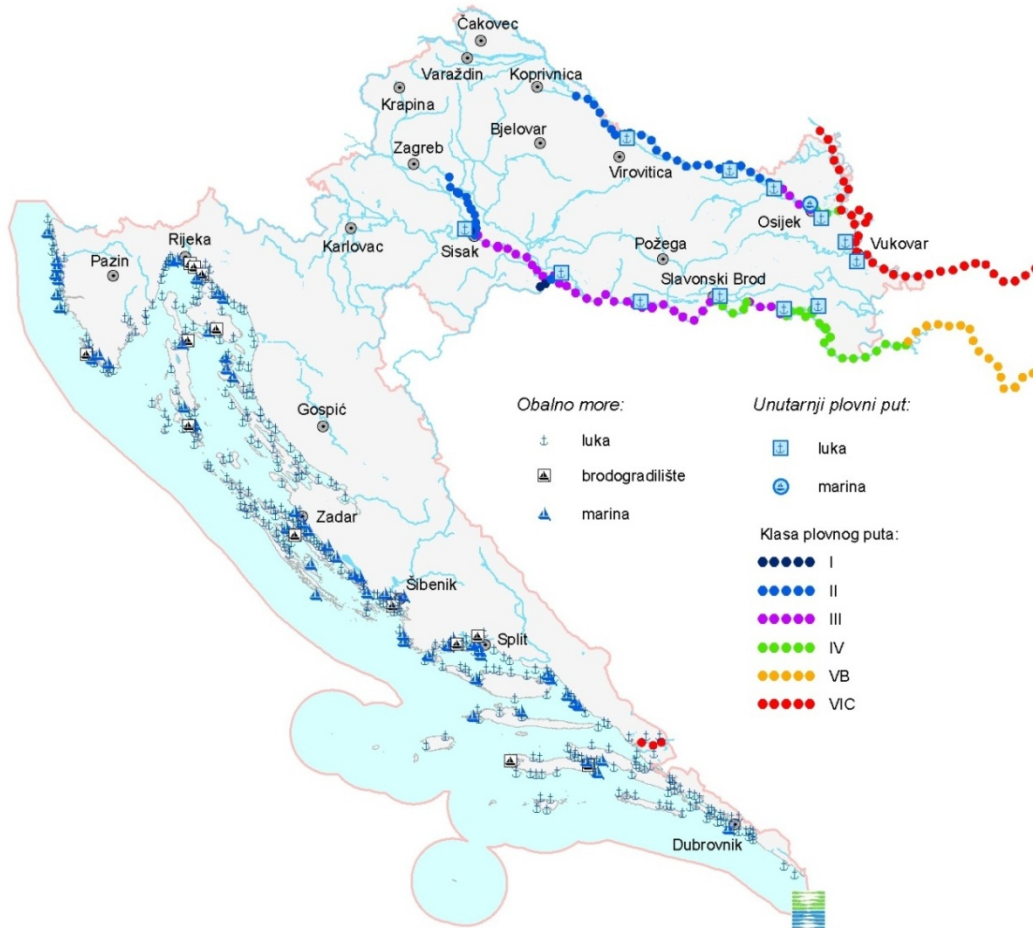 Čakovec
Varaždin
Koprivnica
Krapina
Bjelovar
Zagreb
Virovitica
Osijek
Rijeka
Karlovac
Sisak
Požega
Vukovar
Pazin
Slavonski Brod
Obalno more:
luka
brodogradilište
marina
Unutarnji plovni put:
luka
marina
Klasa plovnog puta:
I
II
III
IV
VB
VIC
Gospić
Zadar
Šibenik
Split
Dubrovnik